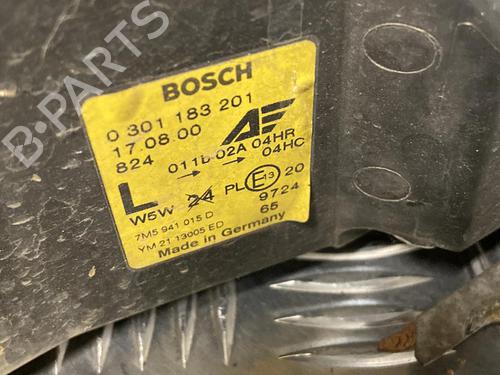 B-PARTS
BOSCH
0 301 183 201
17.08.00
824
011b 02A 04HR
04HC
L
W5W 24 PL E13 20
9724
65
7M5 941 015 D
YM 21 13005 ED
Made in Germany